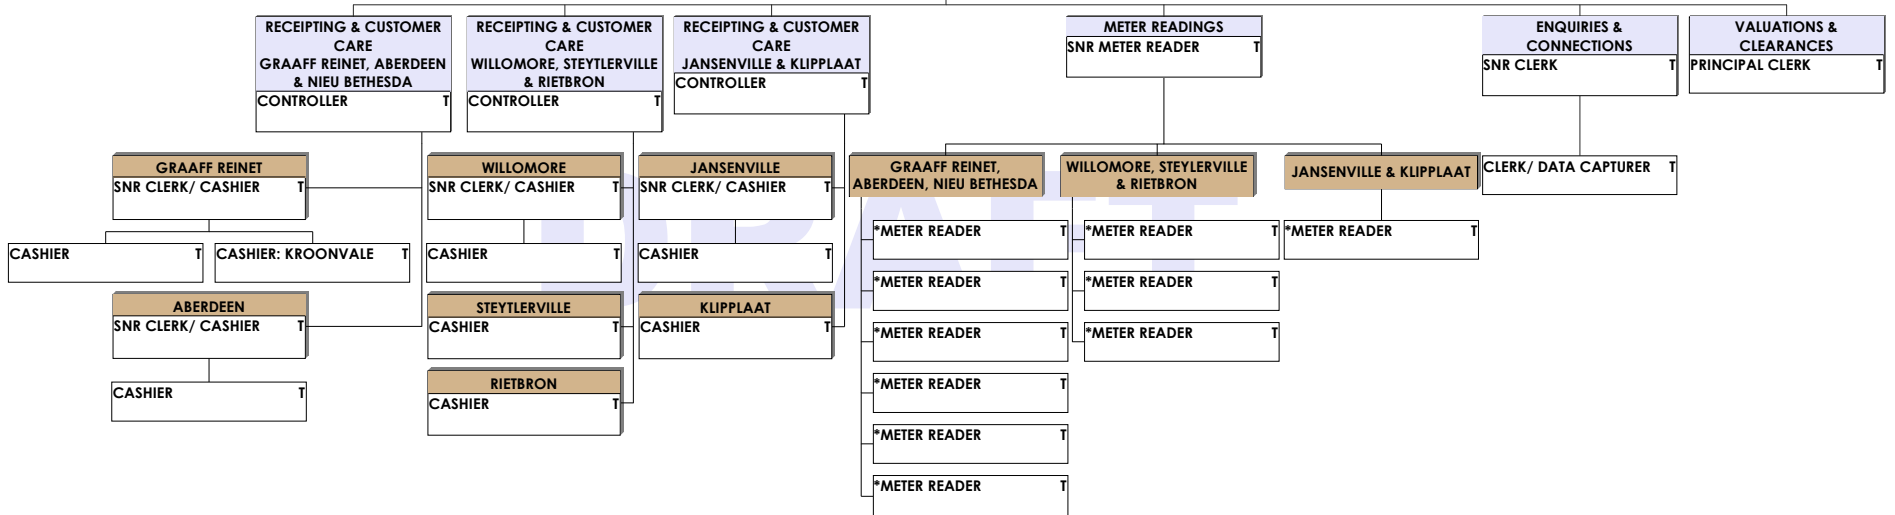 RECEIPTING & CUSTOMER
CARE
GRAAFF REINET, ABERDEEN
& NIEU BETHESDA
CONTROLLER T
RECEIPTING & CUSTOMER
CARE
WILLOMORE, STEYTLERVILLE
& RIETBRON
CONTROLLER T
RECEIPTING & CUSTOMER
CARE
JANSENVILLE & KLIPPLAAT
CONTROLLER T
METER READINGS
SNR METER READER T
ENQUIRIES &
CONNECTIONS
SNR CLERK T
VALUATIONS &
CLEARANCES
PRINCIPAL CLERK T
GRAAFF REINET
SNR CLERK/ CASHIER T
CASHIER T
CASHIER: KROONVALE T
ABERDEEN
SNR CLERK/ CASHIER T
CASHIER T
WILLOMORE
SNR CLERK/ CASHIER T
CASHIER T
STEYTLERVILLE
CASHIER T
RIETBRON
CASHIER T
JANSENVILLE
SNR CLERK/ CASHIER T
CASHIER T
KLIPPLAAT
CASHIER T
GRAAFF REINET,
ABERDEEN, NIEU BETHESDA
*METER READER T
*METER READER T
*METER READER T
*METER READER T
*METER READER T
*METER READER T
WILLOMORE, STEYLERVILLE
& RIETBRON
*METER READER T
*METER READER T
*METER READER T
JANSENVILLE & KLIPPLAAT
*METER READER T
CLERK/ DATA CAPTURER T
DRAFT